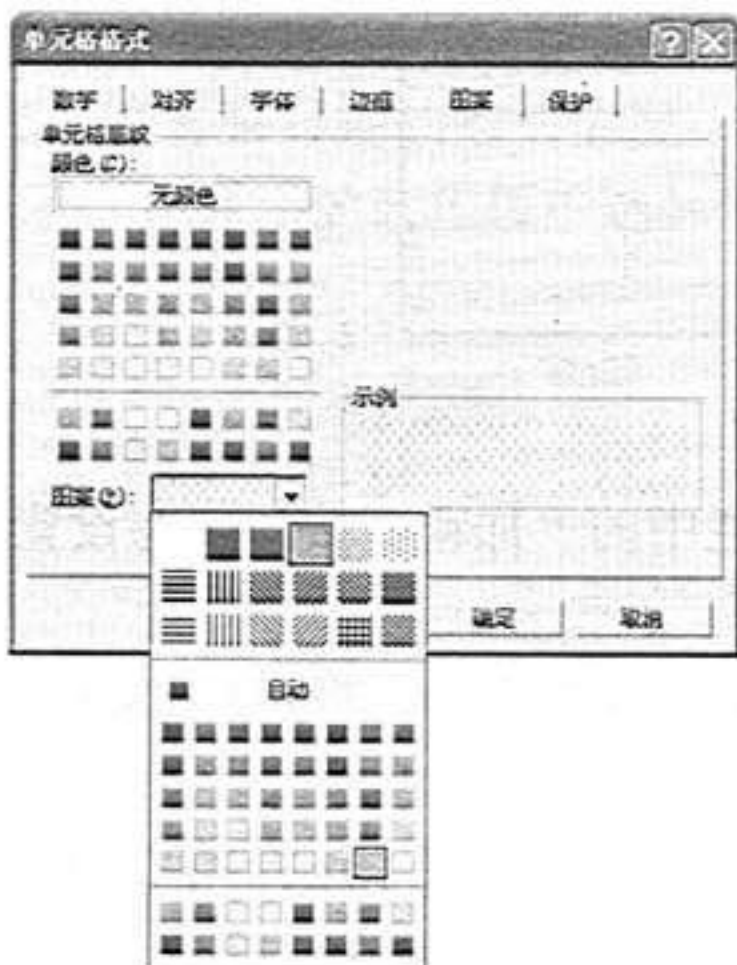 单元格格式
数字 对齐 字体 边框 图案 保护
单元格底纹
颜色(C):
无颜色
示例
图案(P):
确定 取消
自动